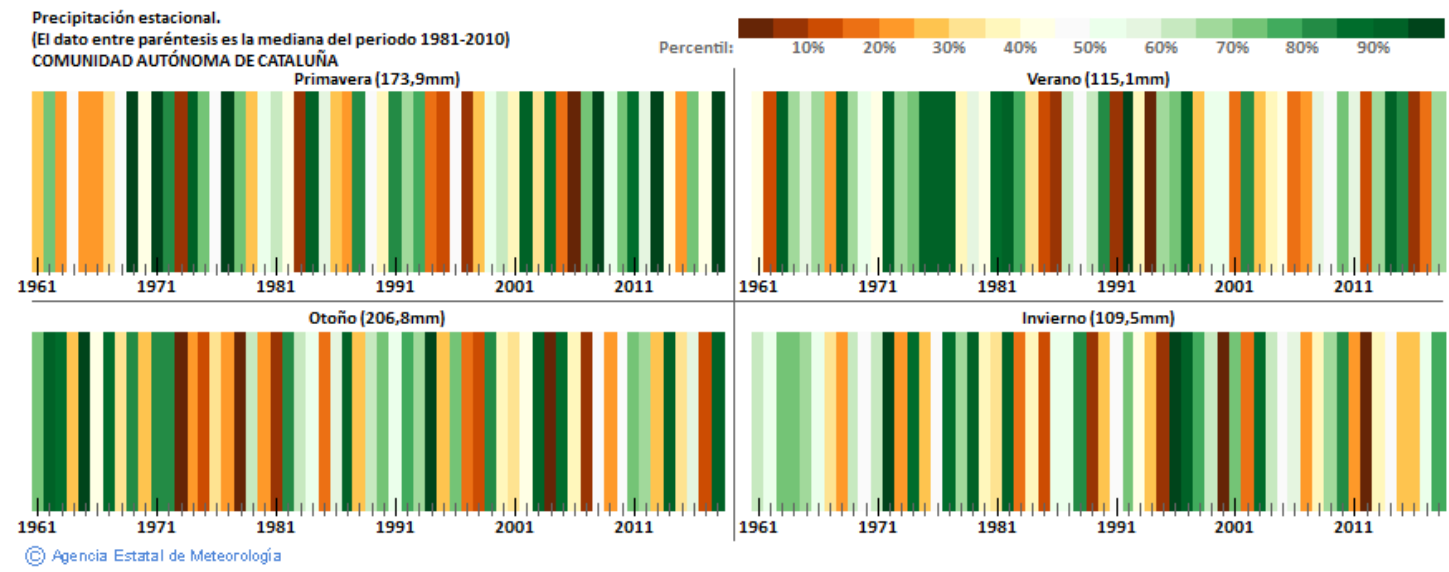 Precipitación estacional.
(El dato entre paréntesis es la mediana del periodo 1981-2010)
COMUNIDAD AUTÓNOMA DE CATALUÑA
Percentil: 10% 20% 30% 40% 50% 60% 70% 80% 90%
Primavera (173,9mm)
1961 1971 1981 1991 2001 2011
Verano (115,1mm)
1961 1971 1981 1991 2001 2011
Otoño (206,8mm)
1961 1971 1981 1991 2001 2011
Invierno (109,5mm)
1961 1971 1981 1991 2001 2011
© Agencia Estatal de Meteorología